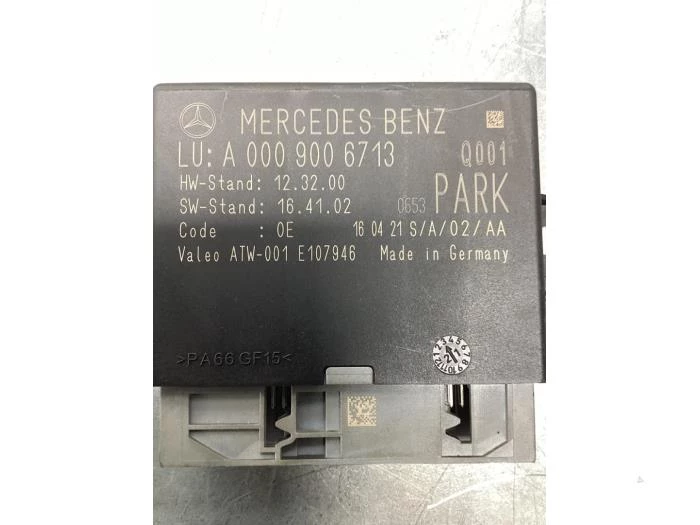 MERCEDES BENZ
LU: A 000 900 6713 Q001
HW-Stand: 12.32.00
SW-Stand: 16.41.02 0653 PARK
Code : 0E 16 04 21 S/A/02/AA
Valeo ATW-001 E107946 Made in Germany
>PA66 GF15<